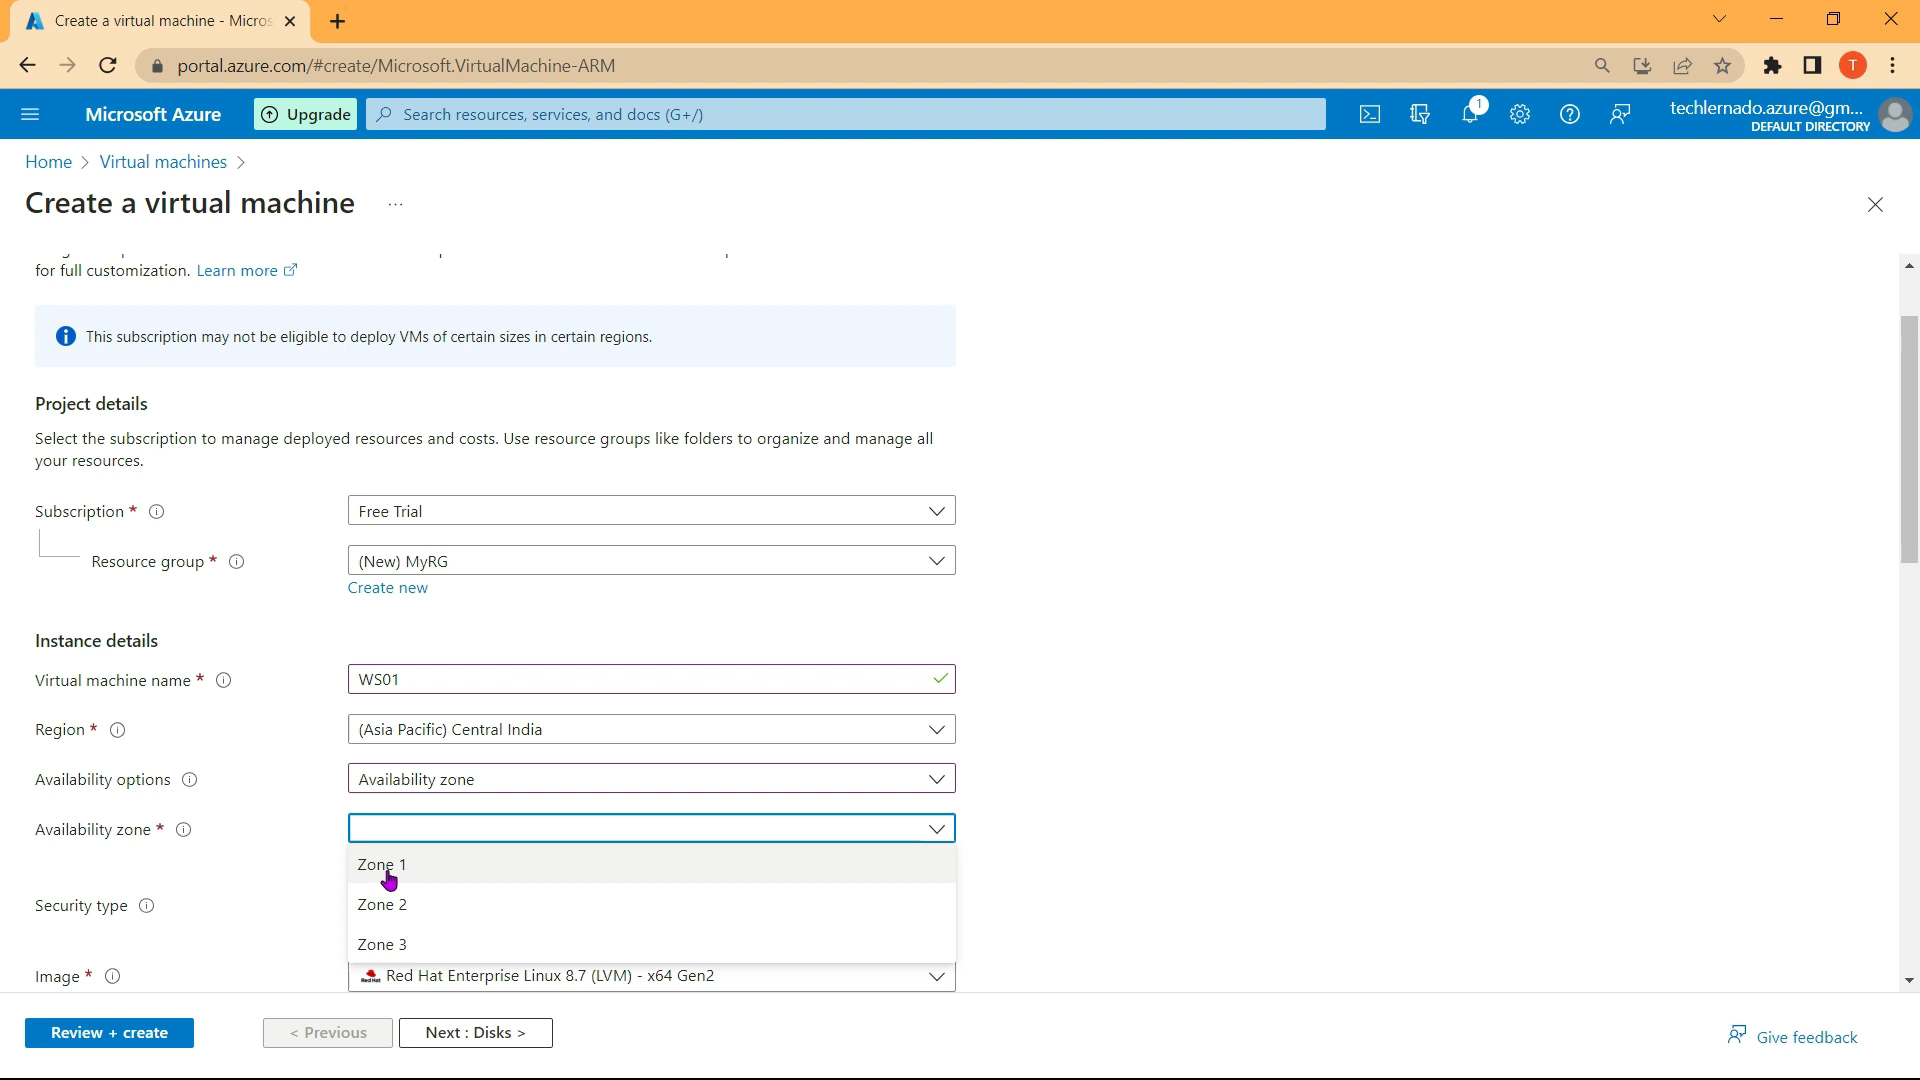 Create a virtual machine - Micros
portal.azure.com/#create/Microsoft.VirtualMachine-ARM
T
Microsoft Azure
Upgrade
Search resources, services, and docs (G+/)
1
techlernado.azure@gm...
DEFAULT DIRECTORY
Home > Virtual machines >
Create a virtual machine ...
for full customization. Learn more
This subscription may not be eligible to deploy VMs of certain sizes in certain regions.
Project details
Select the subscription to manage deployed resources and costs. Use resource groups like folders to organize and manage all
your resources.
Subscription * Free Trial
Resource group * (New) MyRG
Create new
Instance details
Virtual machine name * WS01
Region * (Asia Pacific) Central India
Availability options Availability zone
Availability zone *
Zone 1
Zone 2
Security type
Zone 3
Image * Red Hat Enterprise Linux 8.7 (LVM) - x64 Gen2
Review + create
< Previous
Next : Disks >
Give feedback